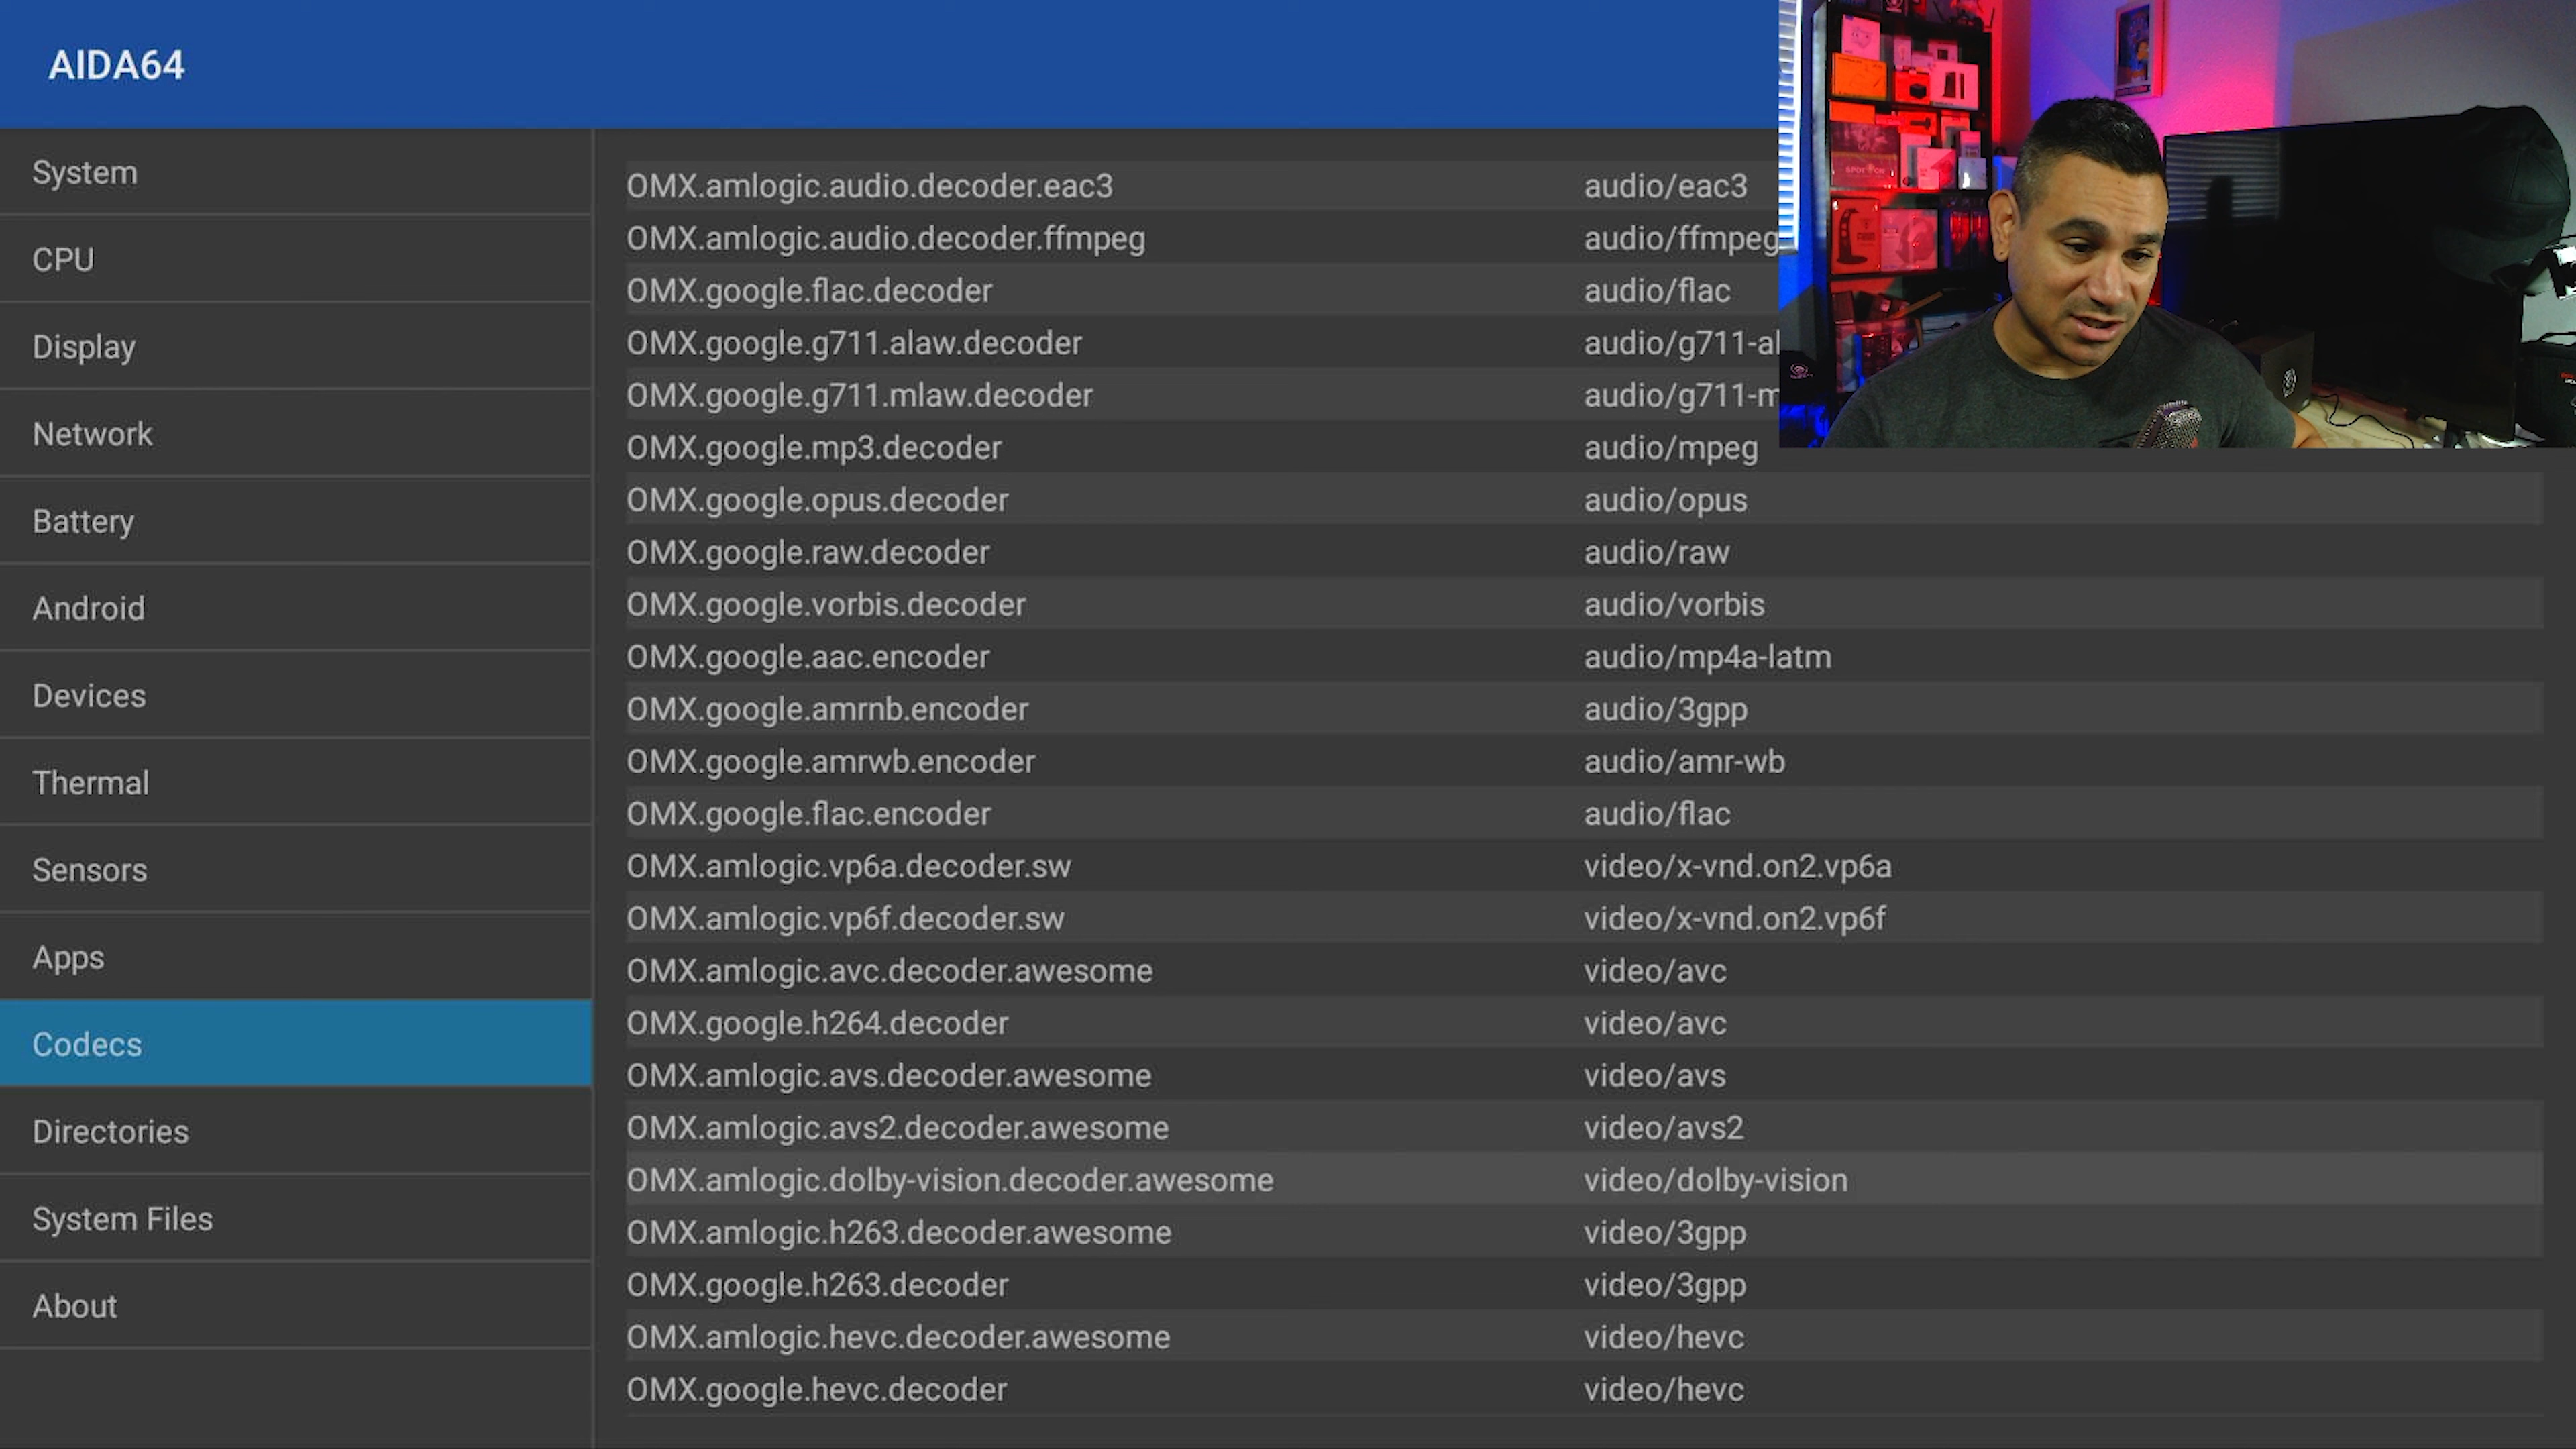 AIDA64
System
CPU
Display
Network
Battery
Android
Devices
Thermal
Sensors
Apps
Codecs
Directories
System Files
About
OMX.amlogic.audio.decoder.eac3 audio/eac3
OMX.amlogic.audio.decoder.ffmpeg audio/ffmpeg
OMX.google.flac.decoder audio/flac
OMX.google.g711.alaw.decoder audio/g711-al
OMX.google.g711.mlaw.decoder audio/g711-m
OMX.google.mp3.decoder audio/mpeg
OMX.google.opus.decoder audio/opus
OMX.google.raw.decoder audio/raw
OMX.google.vorbis.decoder audio/vorbis
OMX.google.aac.encoder audio/mp4a-latm
OMX.google.amrnb.encoder audio/3gpp
OMX.google.amrwb.encoder audio/amr-wb
OMX.google.flac.encoder audio/flac
OMX.amlogic.vp6a.decoder.sw video/x-vnd.on2.vp6a
OMX.amlogic.vp6f.decoder.sw video/x-vnd.on2.vp6f
OMX.amlogic.avc.decoder.awesome video/avc
OMX.google.h264.decoder video/avc
OMX.amlogic.avs.decoder.awesome video/avs
OMX.amlogic.avs2.decoder.awesome video/avs2
OMX.amlogic.dolby-vision.decoder.awesome video/dolby-vision
OMX.amlogic.h263.decoder.awesome video/3gpp
OMX.google.h263.decoder video/3gpp
OMX.amlogic.hevc.decoder.awesome video/hevc
OMX.google.hevc.decoder video/hevc